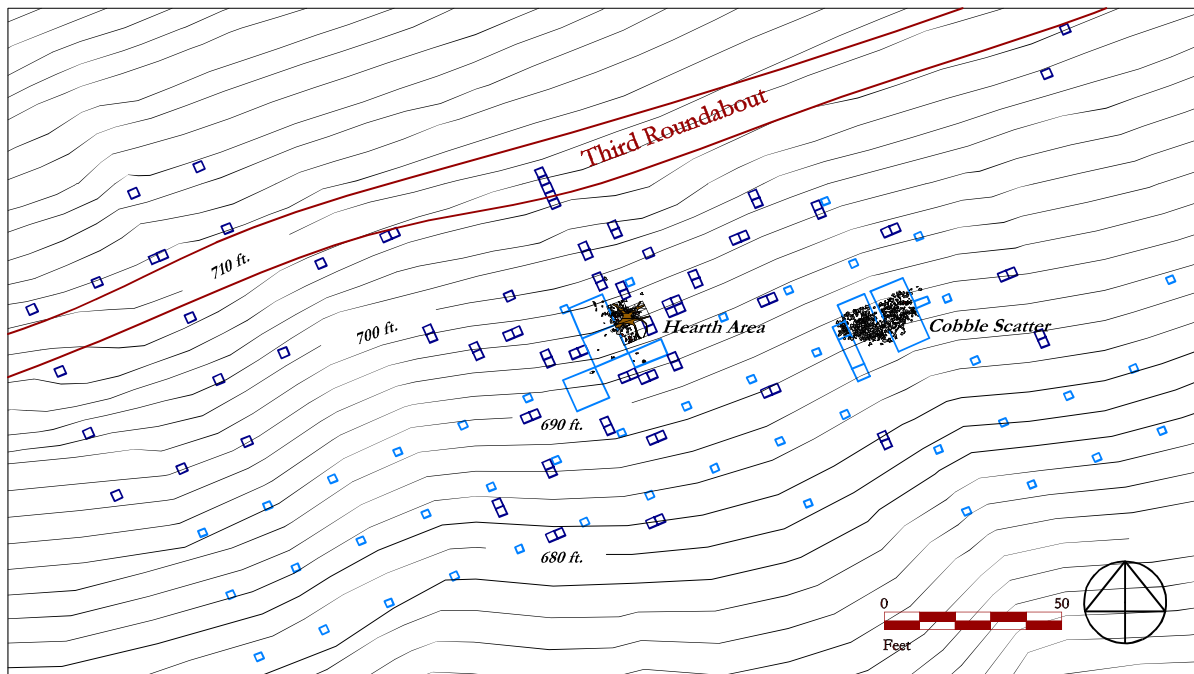 Third Roundabout
710 ft.
700 ft.
Hearth Area
Cobble Scatter
690 ft.
680 ft.
0 50
Feet